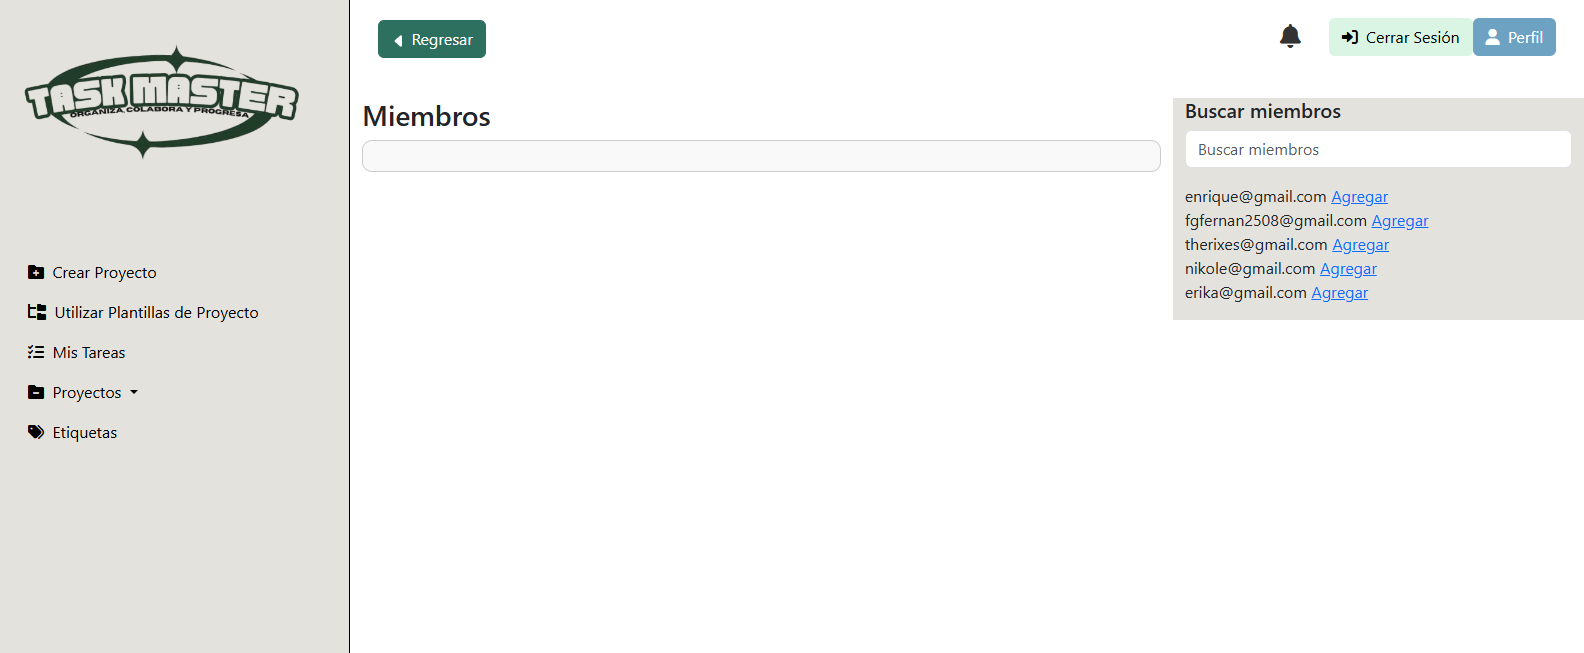 TASK MASTER
ORGANIZA, COLABORA Y PROGRESA
Crear Proyecto
Utilizar Plantillas de Proyecto
Mis Tareas
Proyectos
Etiquetas
Regresar
Cerrar Sesión
Perfil
Miembros
Buscar miembros
Buscar miembros
enrique@gmail.com Agregar
fgfernan2508@gmail.com Agregar
therixes@gmail.com Agregar
nikole@gmail.com Agregar
erika@gmail.com Agregar